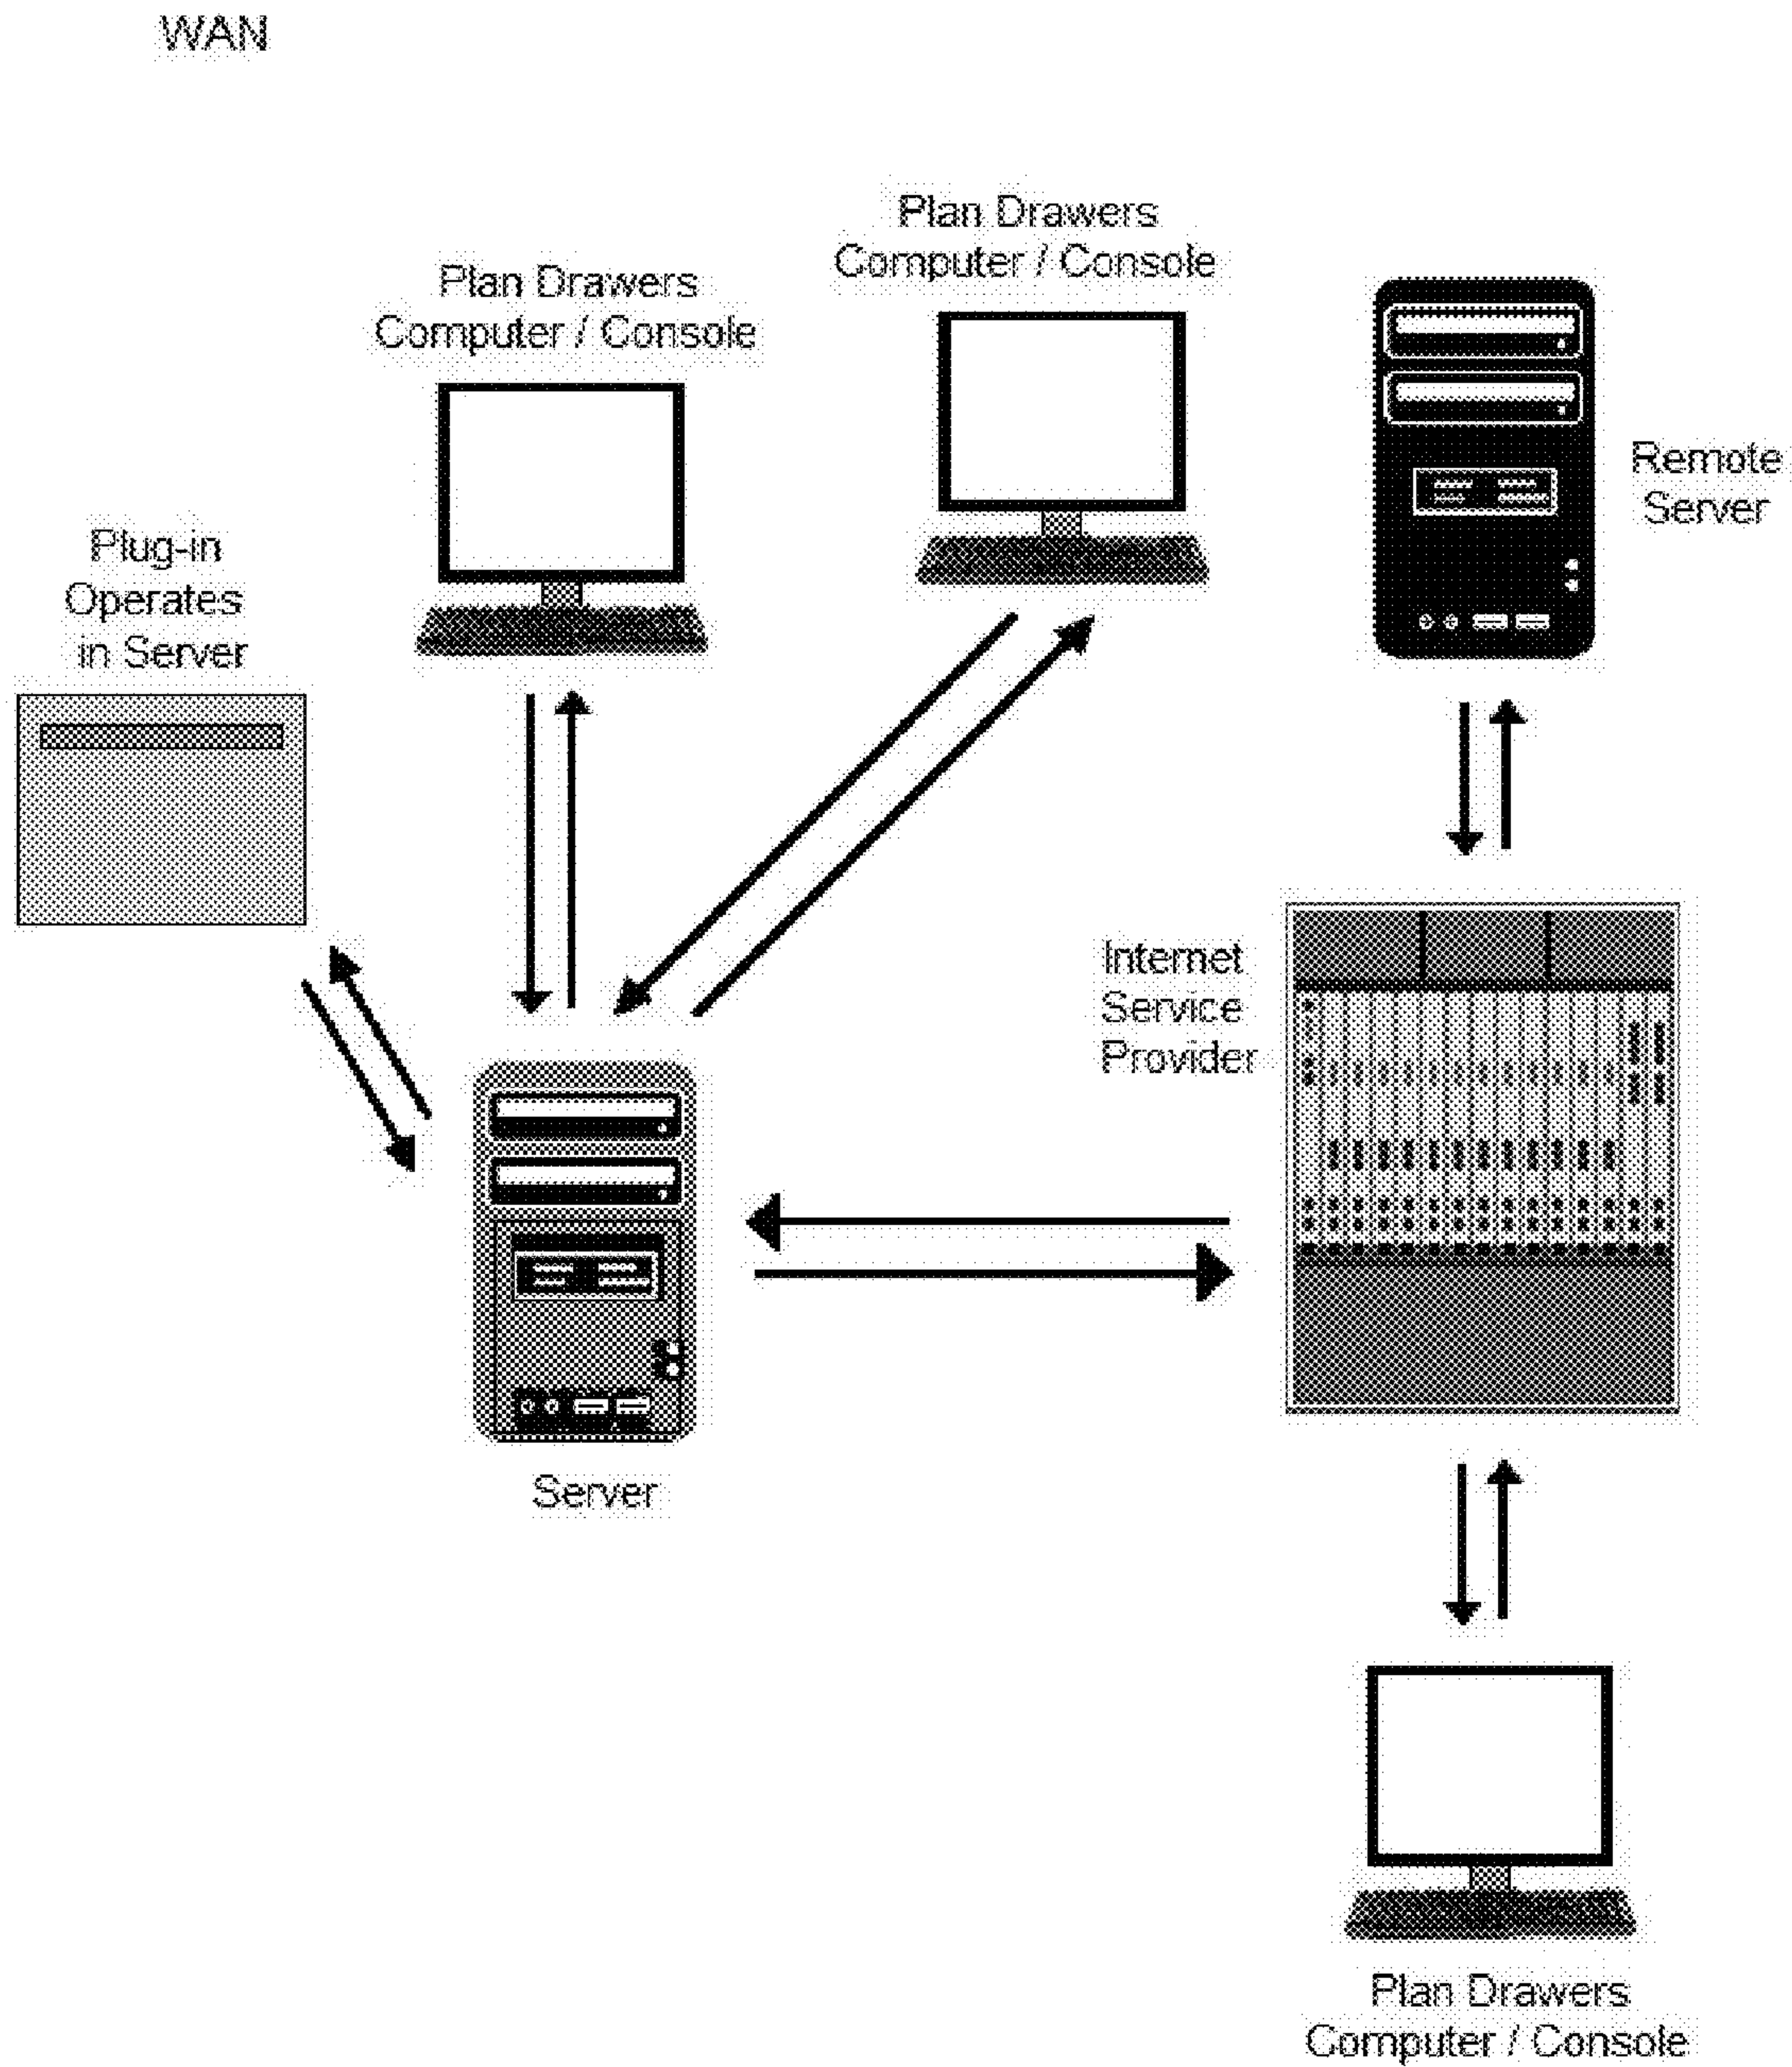 WAN
Plan Drawers
Computer / Console
Plan Drawers
Computer / Console
Remote
Server
Plug-in
Operates
in Server
Internet
Service
Provider
Server
Plan Drawers
Computer / Console